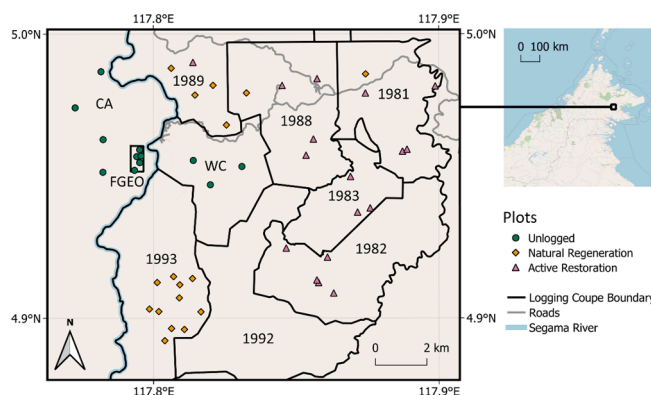 117.8°E 117.9°E
5.0°N 5.0°N
0 100 km
1989
1981
CA
1988
WC
FGEO
1983
1982
1993
1992
4.9°N 4.9°N
N
0 2 km
117.8°E 117.9°E
Plots
Unlogged
Natural Regeneration
Active Restoration
Logging Coupe Boundary
Roads
Segama River